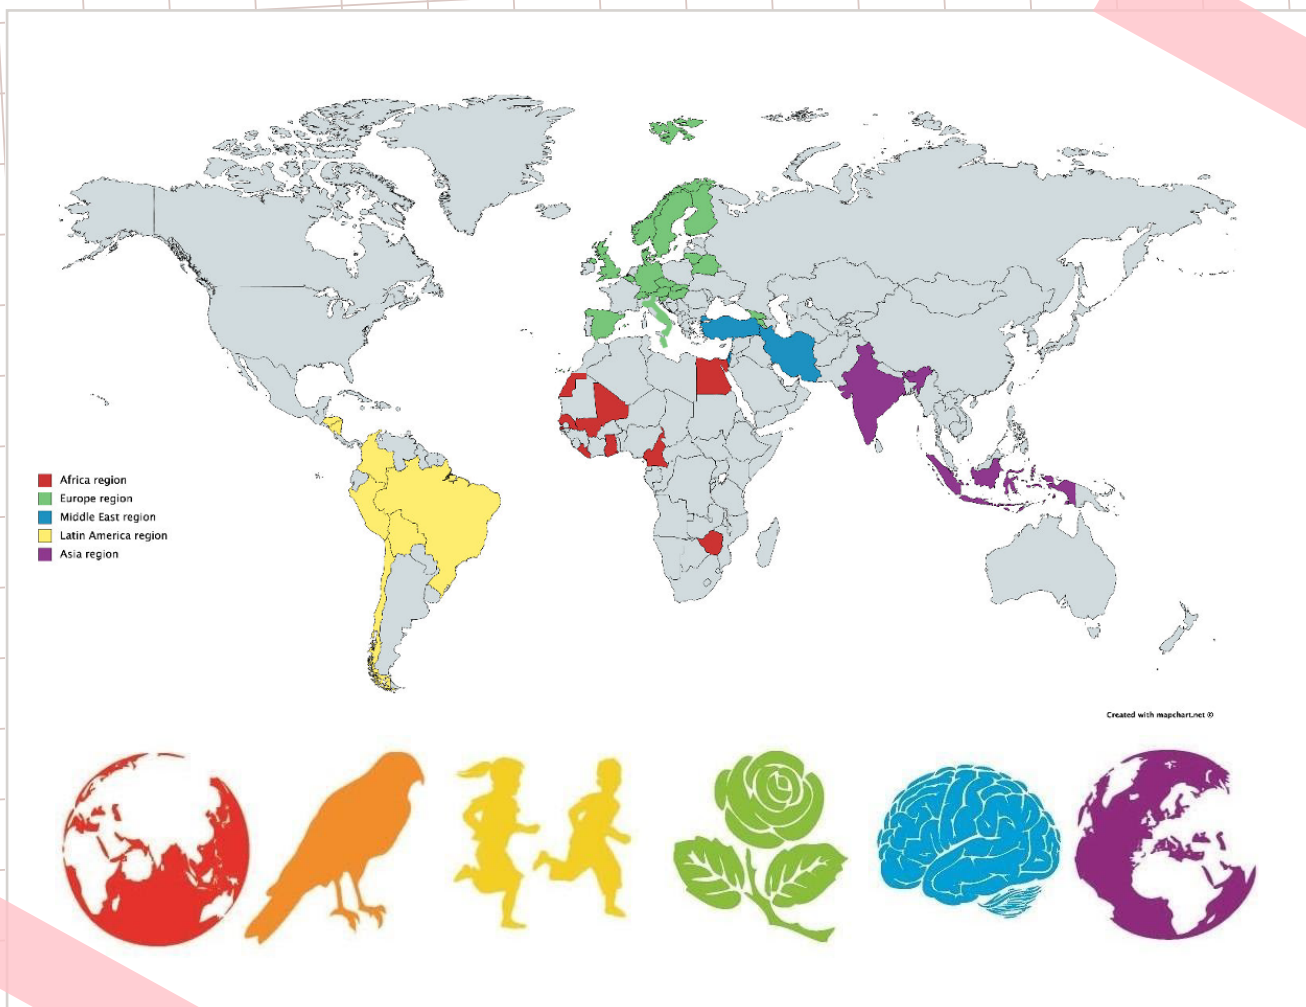 Africa region
Europe region
Middle East region
Latin America region
Asia region
Created with mapchart.net ©